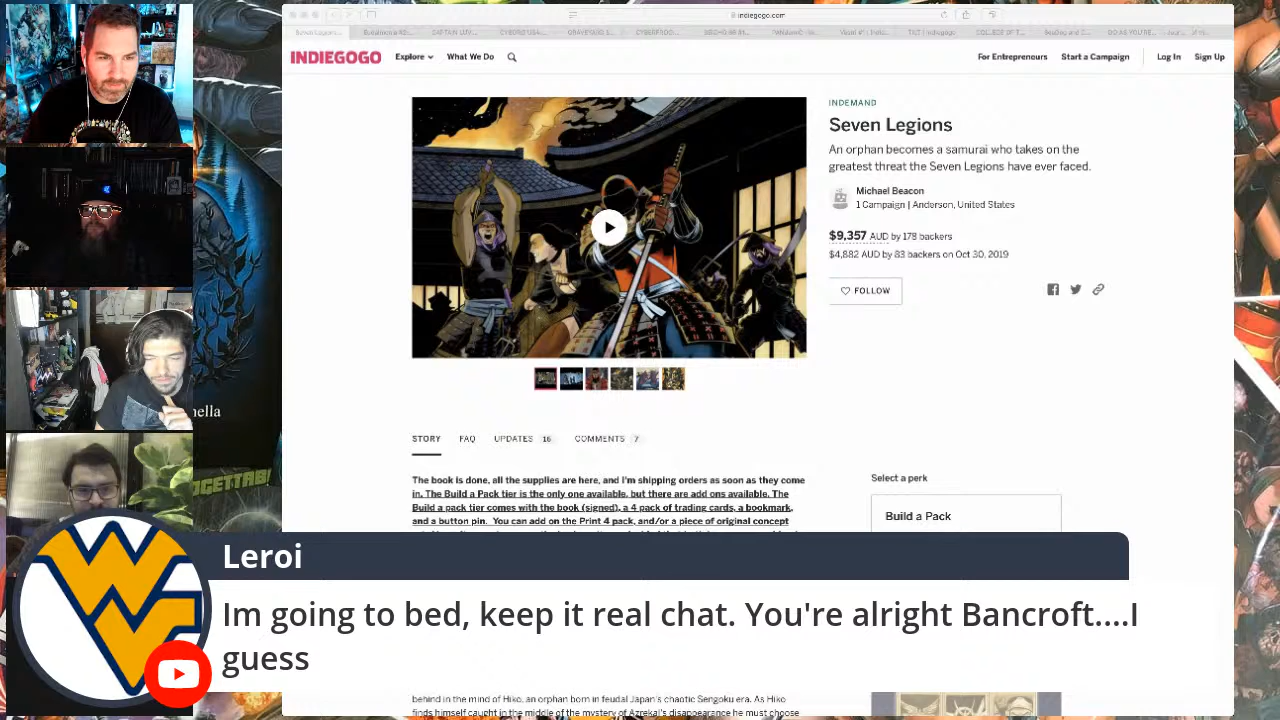 indiegogo.com
Seven Legions...
CAPTAIN LUV...
INDIEGOGO
Explore
What We Do
For Entrepreneurs
Start a Campaign
Log In
Sign Up
INDEMAND
Seven Legions
An orphan becomes a samurai who takes on the
greatest threat the Seven Legions have ever faced.
Michael Beacon
1 Campaign | Anderson, United States
$9,357 AUD by 178 backers
$4,882 AUD by 83 backers on Oct 30, 2019
FOLLOW
STORY
FAQ
UPDATES 16
COMMENTS 7
The book is done, all the supplies are here, and I'm shipping orders as soon as they come
in. The Build a Pack tier is the only one available, but there are add ons available. The
Build a pack tier comes with the book (signed), a 4 pack of trading cards, a bookmark,
and a button pin. You can add on the Print 4 pack, and/or a piece of original concept
Select a perk
Build a Pack
Leroi
Im going to bed, keep it real chat. You're alright Bancroft....I
guess
behind in the mind of Hiko, an orphan born in feudal Japan's chaotic Sengoku era. As Hiko
finds himself caught in the middle of the mystery of Azrekal's disappearance he must choose